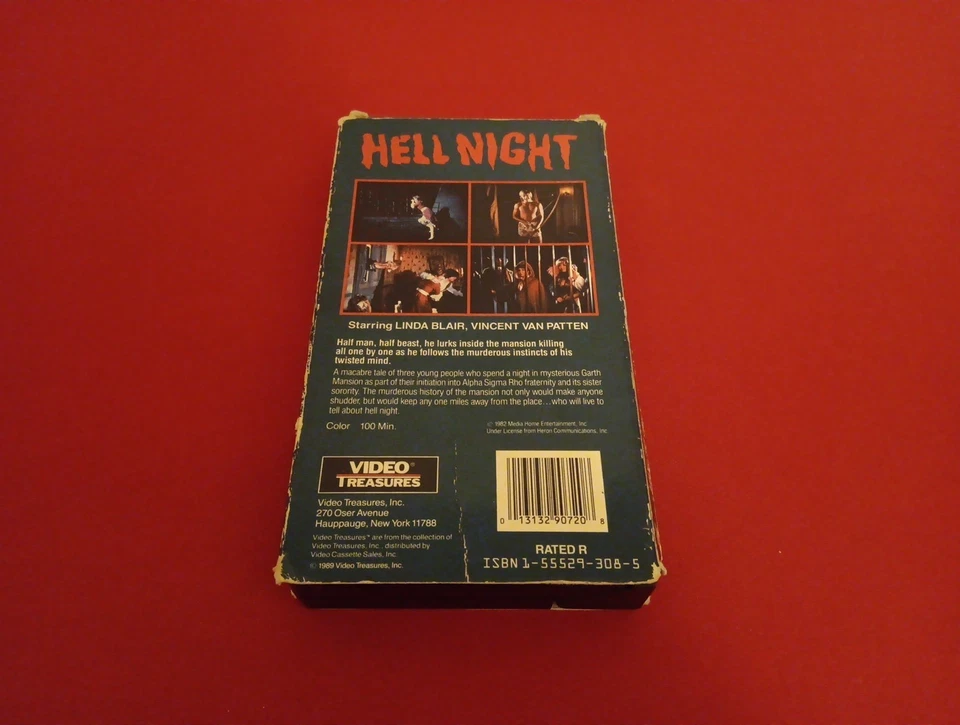 HELL NIGHT
Starring LINDA BLAIR, VINCENT VAN PATTEN
Half man, half beast, he lurks inside the mansion killing
all one by one as he follows the murderous instincts of his
twisted mind.
A macabre tale of three young people who spend a night in mysterious Garth
Mansion as part of their initiation into Alpha Sigma Rho fraternity and its sister
sorority. The murderous history of the mansion not only would make anyone
shudder, but would keep any one miles away from the place...who will live to
tell about hell night.
Color 100 Min.
© 1982 Media Home Entertainment, Inc.
Under License from Heron Communications, Inc.
VIDEO®
TREASURES
Video Treasures, Inc.
270 Oser Avenue
Hauppauge, New York 11788
Video Treasures™ are from the collection of
Video Treasures, Inc., distributed by
Video Cassette Sales, Inc.
© 1989 Video Treasures, Inc.
0 13132 90720 8
RATED R
ISBN 1-55529-308-5